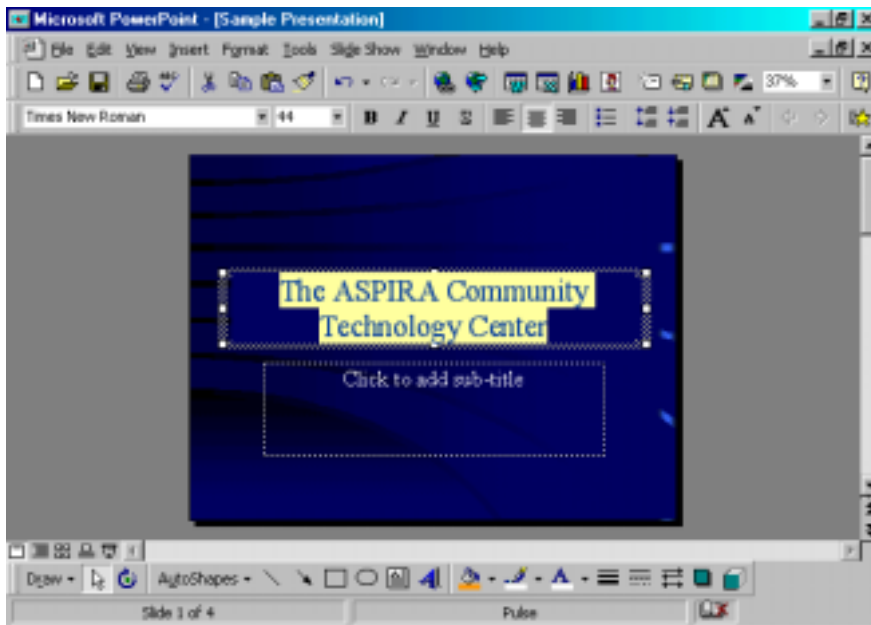 Microsoft PowerPoint - [Sample Presentation]
File Edit View Insert Format Tools Slide Show Window Help
37%
Times New Roman 44 B I U S A A
The ASPIRA Community
Technology Center
Click to add sub-title
Draw AutoShapes A A
Slide 1 of 4 Pulse